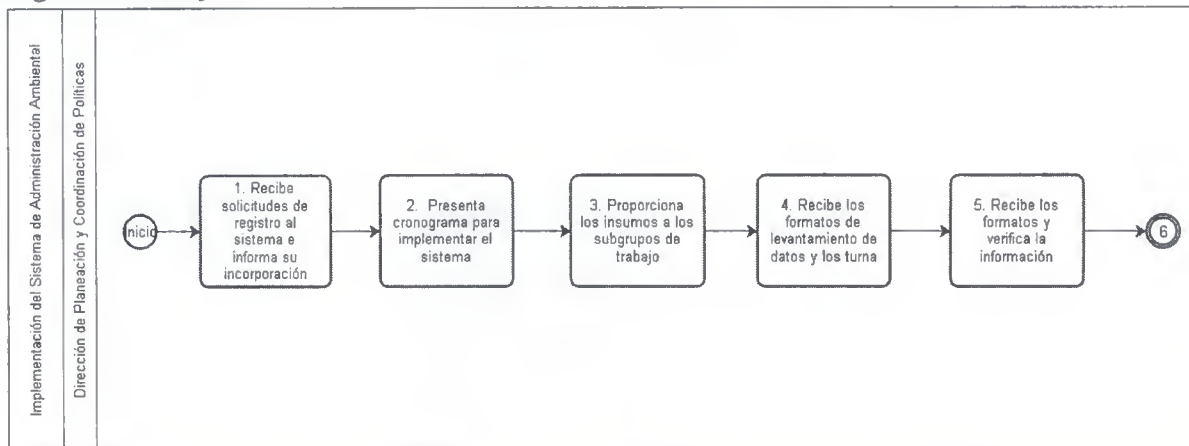 Implementación del Sistema de Administración Ambiental
Dirección de Planeación y Coordinación de Políticas
Inicio
1. Recibe
solicitudes de
registro al
sistema e
informa su
incorporación
2. Presenta
cronograma para
implementar el
sistema
3. Proporciona
los insumos a los
subgrupos de
trabajo
4. Recibe los
formatos de
levantamiento de
datos y los turna
5. Recibe los
formatos y
verifica la
información
6